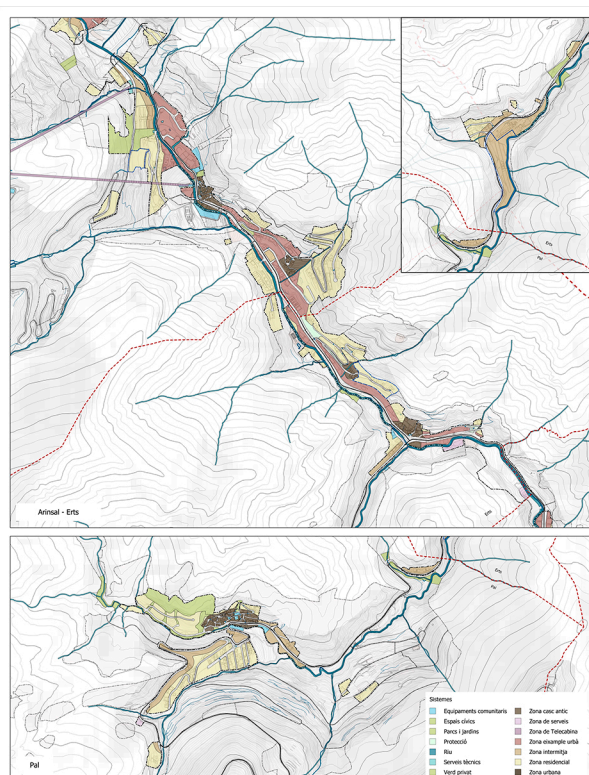 Erts
Pal
Arinsal - Erts
Erts
Erts
Pal
Pal
Sistemes
Equipaments comunitaris
Espais cívics
Parcs i jardins
Protecció
Riu
Serveis tècnics
Verd privat
Zona casc antic
Zona de serveis
Zona de Telecabina
Zona eixample urbà
Zona intermitja
Zona residencial
Zona urbana